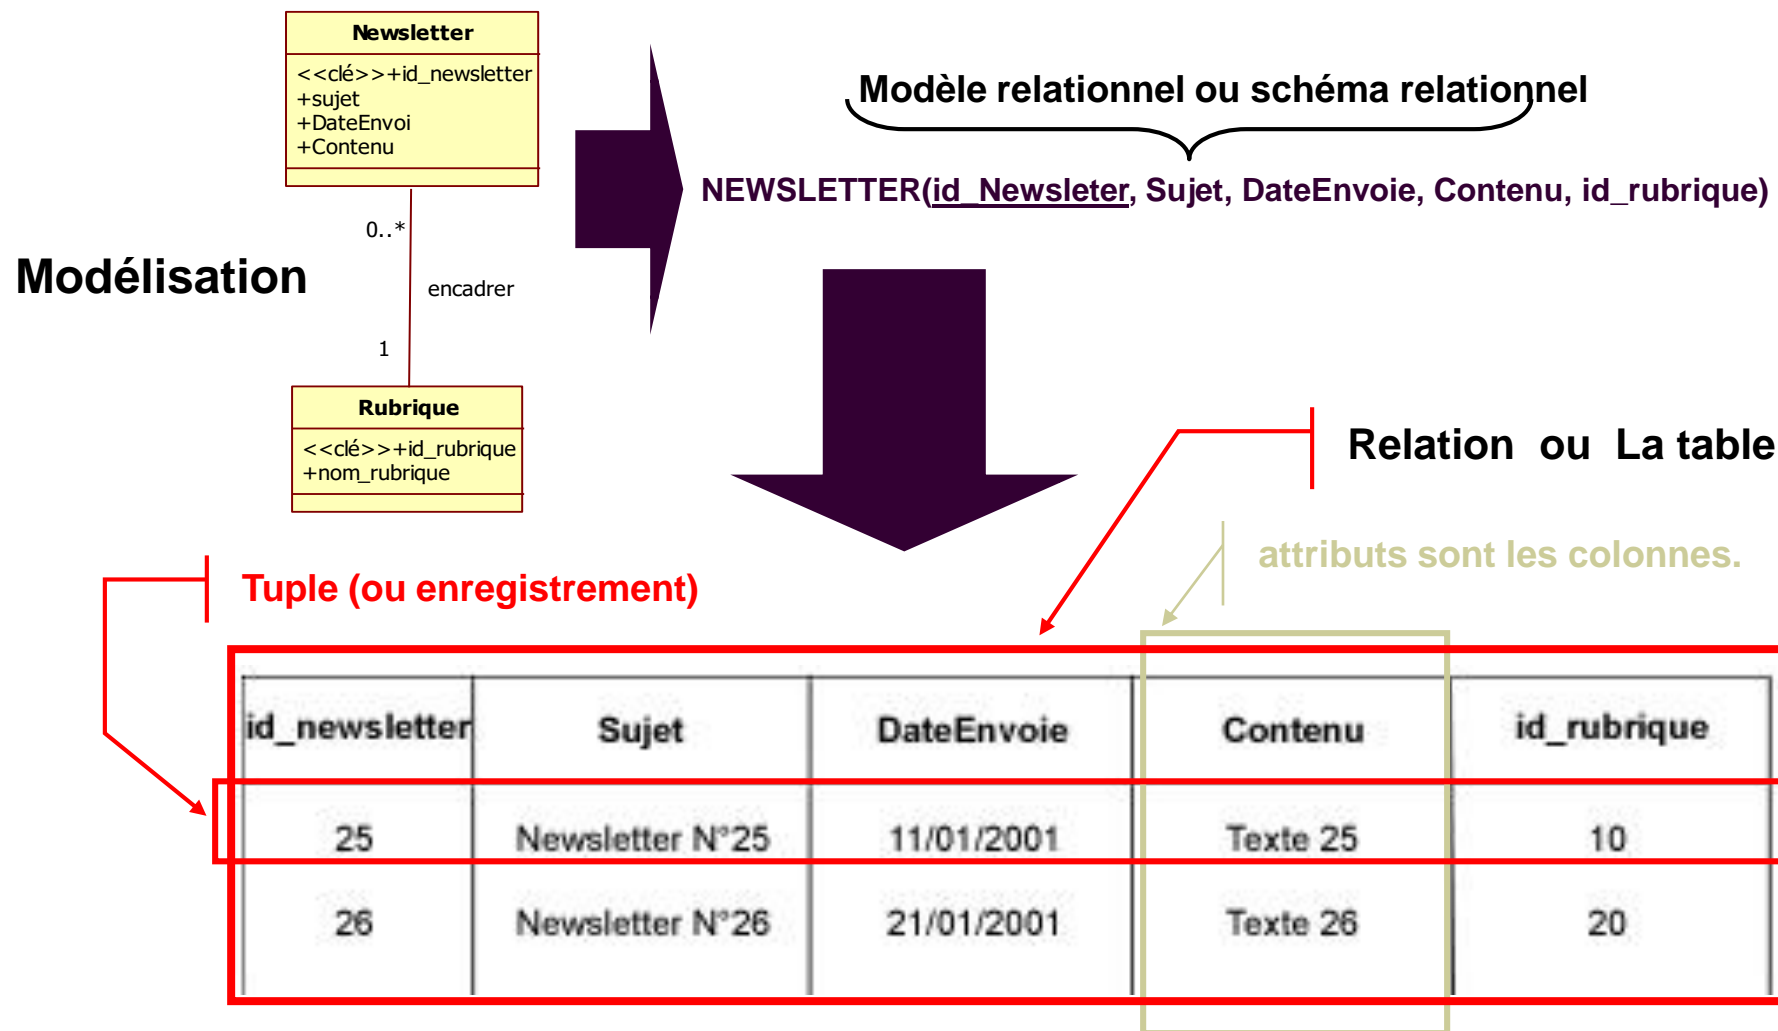 Newsletter
<<clé>>+id_newsletter
+sujet
+DateEnvoi
+Contenu
0..*
encadrer
1
Rubrique
<<clé>>+id_rubrique
+nom_rubrique
Modélisation
Modèle relationnel ou schéma relationnel
NEWSLETTER(id_Newsleter, Sujet, DateEnvoie, Contenu, id_rubrique)
Relation ou La table
attributs sont les colonnes.
Tuple (ou enregistrement)
id_newsletter Sujet DateEnvoie Contenu id_rubrique
25 Newsletter N°25 11/01/2001 Texte 25 10
26 Newsletter N°26 21/01/2001 Texte 26 20